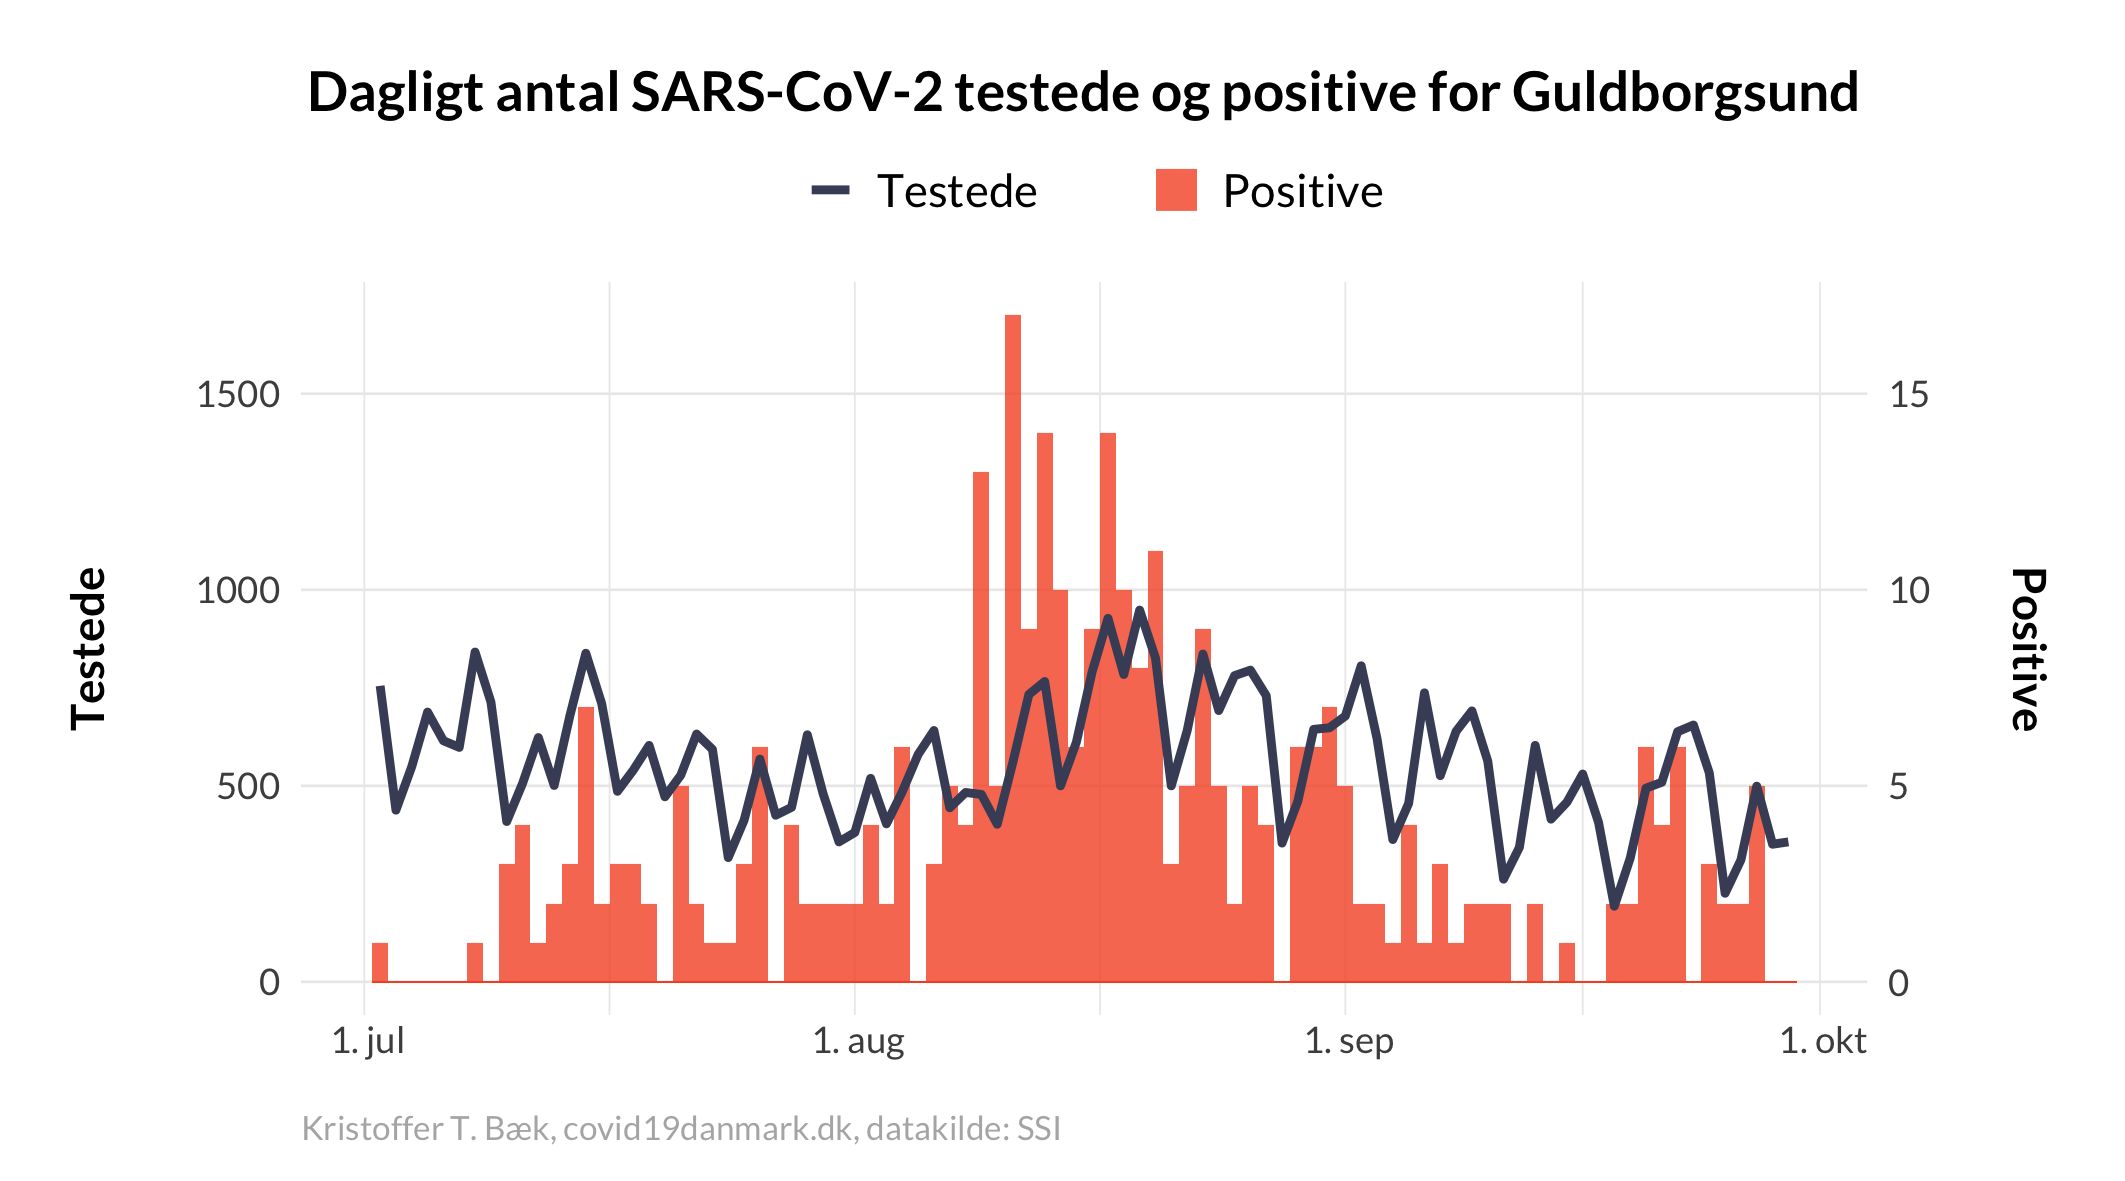 Dagligt antal SARS-CoV-2 testede og positive for Guldborgsund
Testede
Positive
1500
1000
500
0
15
10
5
0
Testede
Positive
1. jul
1. aug
1. sep
1. okt
Kristoffer T. Bæk, covid19danmark.dk, datakilde: SSI